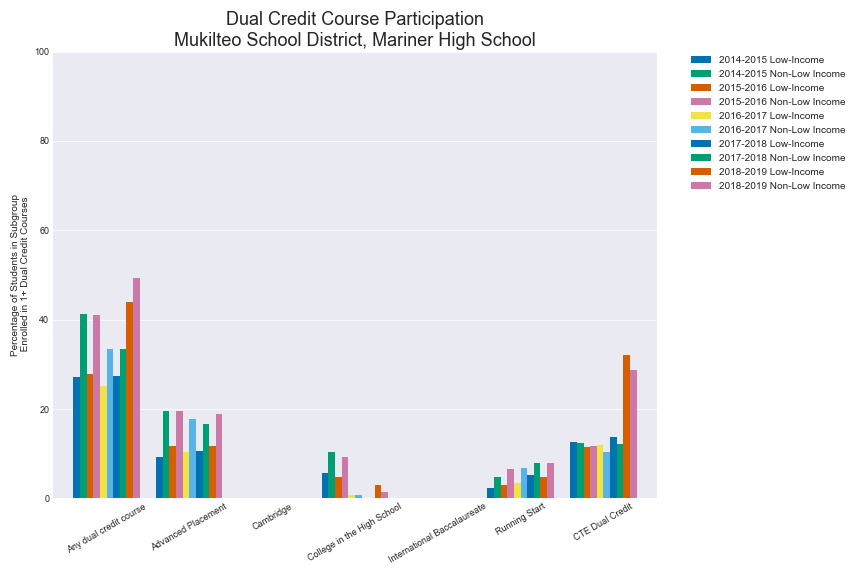 Dual Credit Course Participation
Mukilteo School District, Mariner High School
Percentage of Students in Subgroup
Enrolled in 1+ Dual Credit Courses
100
80
60
40
20
0
Any dual credit course
Advanced Placement
Cambridge
College in the High School
International Baccalaureate
Running Start
CTE Dual Credit
2014-2015 Low-Income
2014-2015 Non-Low Income
2015-2016 Low-Income
2015-2016 Non-Low Income
2016-2017 Low-Income
2016-2017 Non-Low Income
2017-2018 Low-Income
2017-2018 Non-Low Income
2018-2019 Low-Income
2018-2019 Non-Low Income